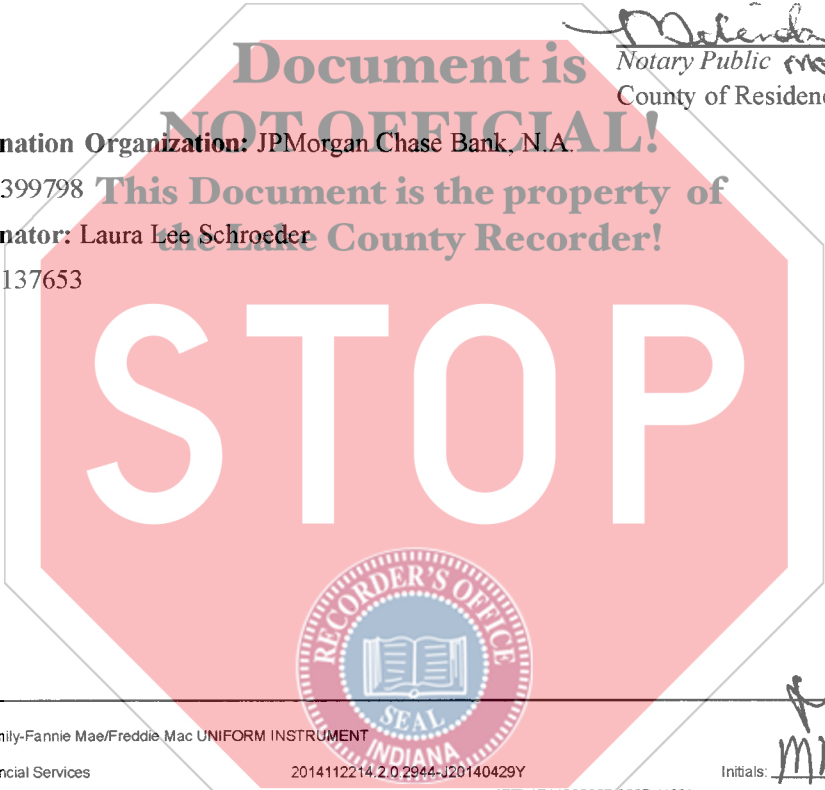 Document is
Notary Public
County of Residen
NOT OFFICIAL!
nation Organization: JPMorgan Chase Bank, N.A.
399798
This Document is the property of
nator: Laura Lee Schroeder
the Lake County Recorder!
137653
STOP
RECORDER'S OFFICE
SEAL
INDIANA
nily-Fannie Mae/Freddie Mac UNIFORM INSTRUMENT
ncial Services 2014112214.2.0.2944-J20140429Y Initials: